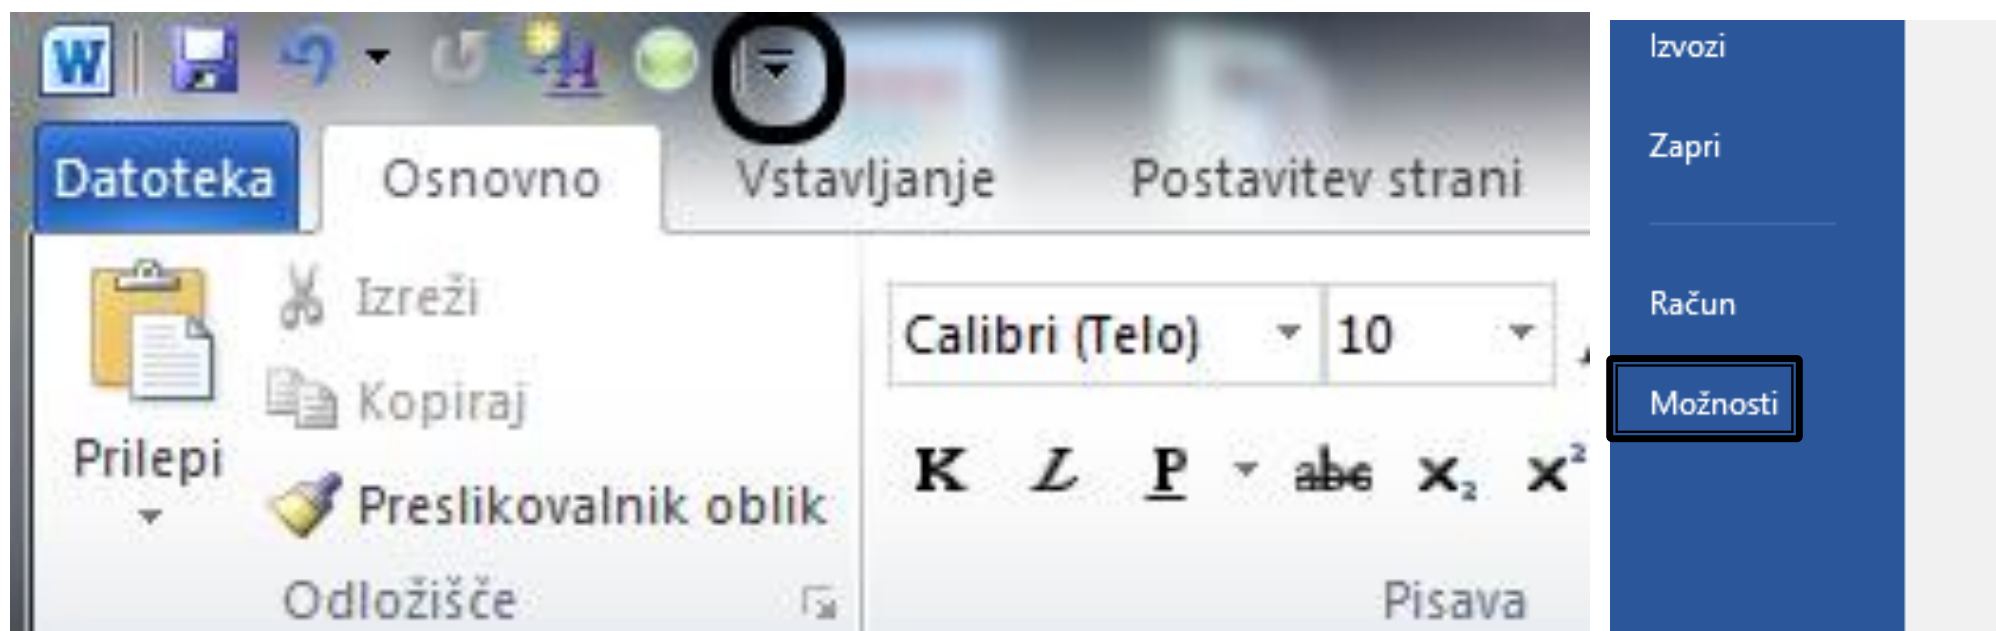 Datoteka Osnovno Vstavljanje Postavitev strani
Izreži
Kopiraj
Prilepi
Preslikovalnik oblik
Odložišče
Calibri (Telo) 10
K L P abc x₂ x²
Pisava
Izvozi
Zapri
Račun
Možnosti